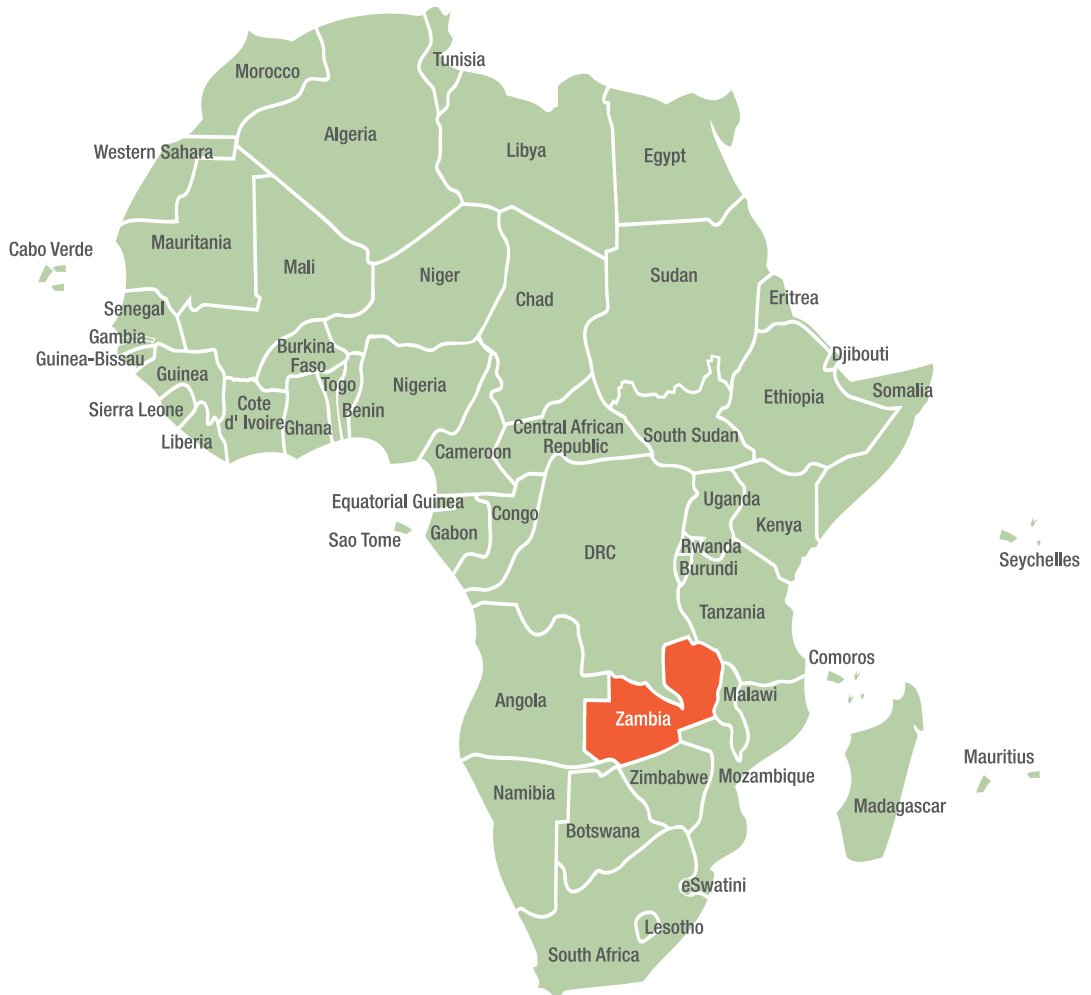 Tunisia
Morocco
Algeria
Libya
Egypt
Western Sahara
Mauritania
Cabo Verde
Mali
Niger
Chad
Sudan
Eritrea
Senegal
Gambia
Guinea-Bissau
Guinea
Burkina
Faso
Togo
Nigeria
Djibouti
Somalia
Ethiopia
Sierra Leone
Cote
d' Ivoire
Ghana
Benin
Liberia
Central African
Republic
South Sudan
Cameroon
Equatorial Guinea
Congo
Uganda
Kenya
Sao Tome
Gabon
DRC
Rwanda
Burundi
Seychelles
Tanzania
Comoros
Angola
Malawi
Zambia
Mauritius
Zimbabwe
Mozambique
Namibia
Madagascar
Botswana
eSwatini
Lesotho
South Africa